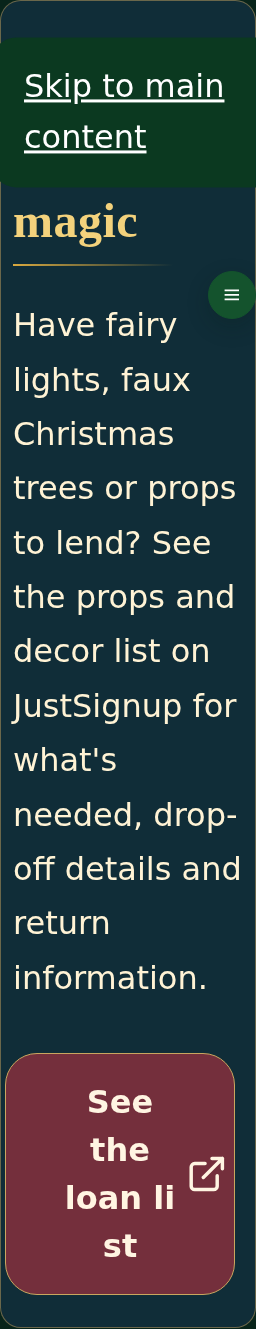 Skip to main
content
magic
Have fairy
lights, faux
Christmas
trees or props
to lend? See
the props and
decor list on
JustSignup for
what's
needed, drop-
off details and
return
information.
See
the
loan li
st